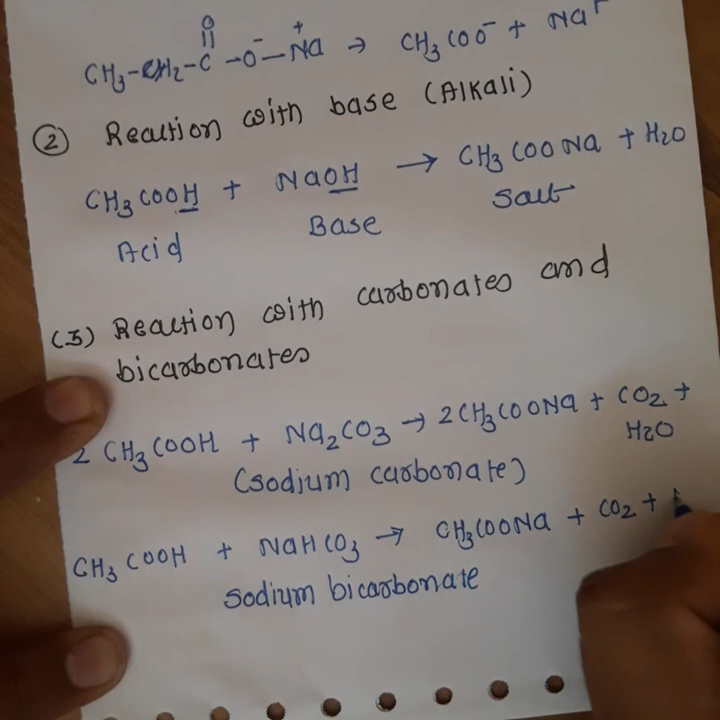 O
||
CH3-CH2-C-O⁻-Na⁺ → CH3COO⁻ + Na⁺
② Reaction with base (Alkali)
CH3COOH + NaOH → CH3COONa + H2O
Acid Base Salt
(3) Reaction with carbonates and
bicarbonates
2 CH3COOH + Na2CO3 → 2CH3COONa + CO2 +
H2O
(sodium carbonate)
CH3COOH + NaHCO3 → CH3COONa + CO2 +
Sodium bicarbonate